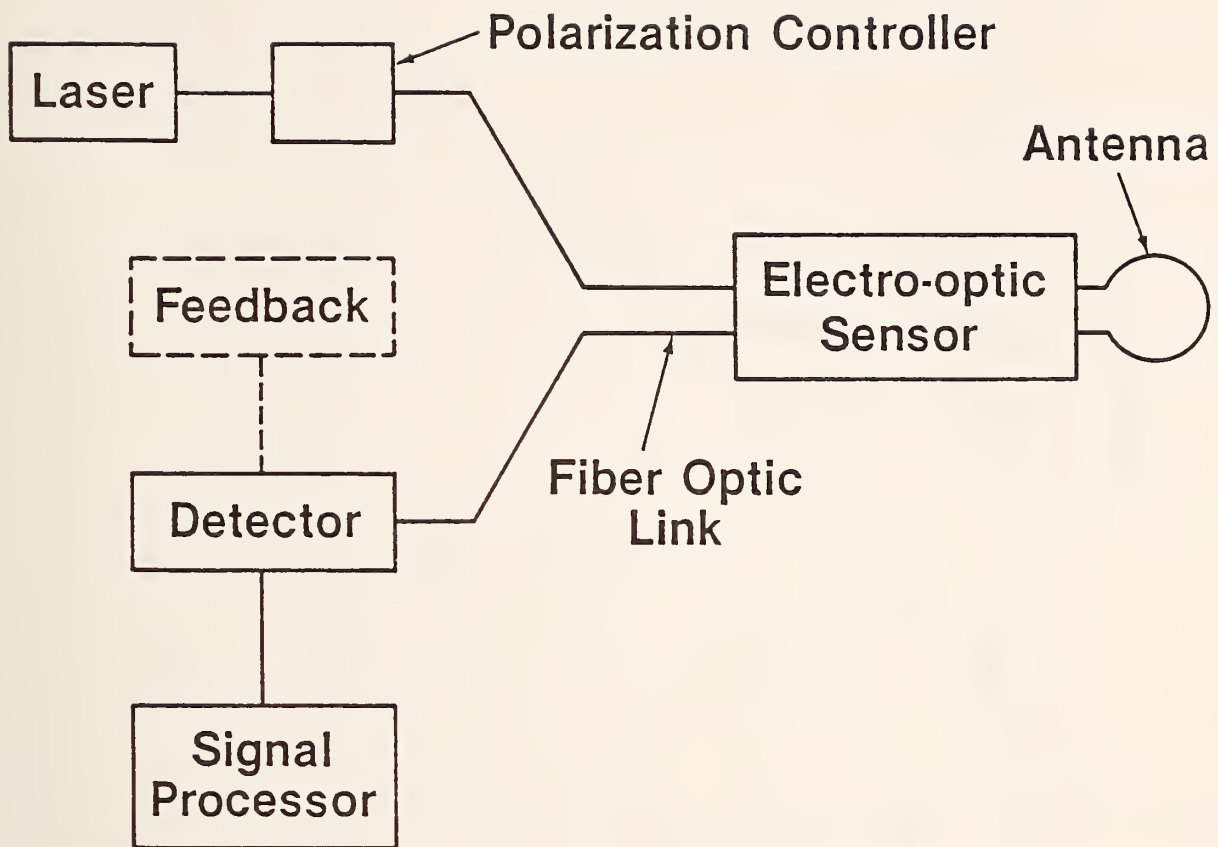 Polarization Controller
Laser
Antenna
Electro-optic
Sensor
Feedback
Fiber Optic
Link
Detector
Signal
Processor